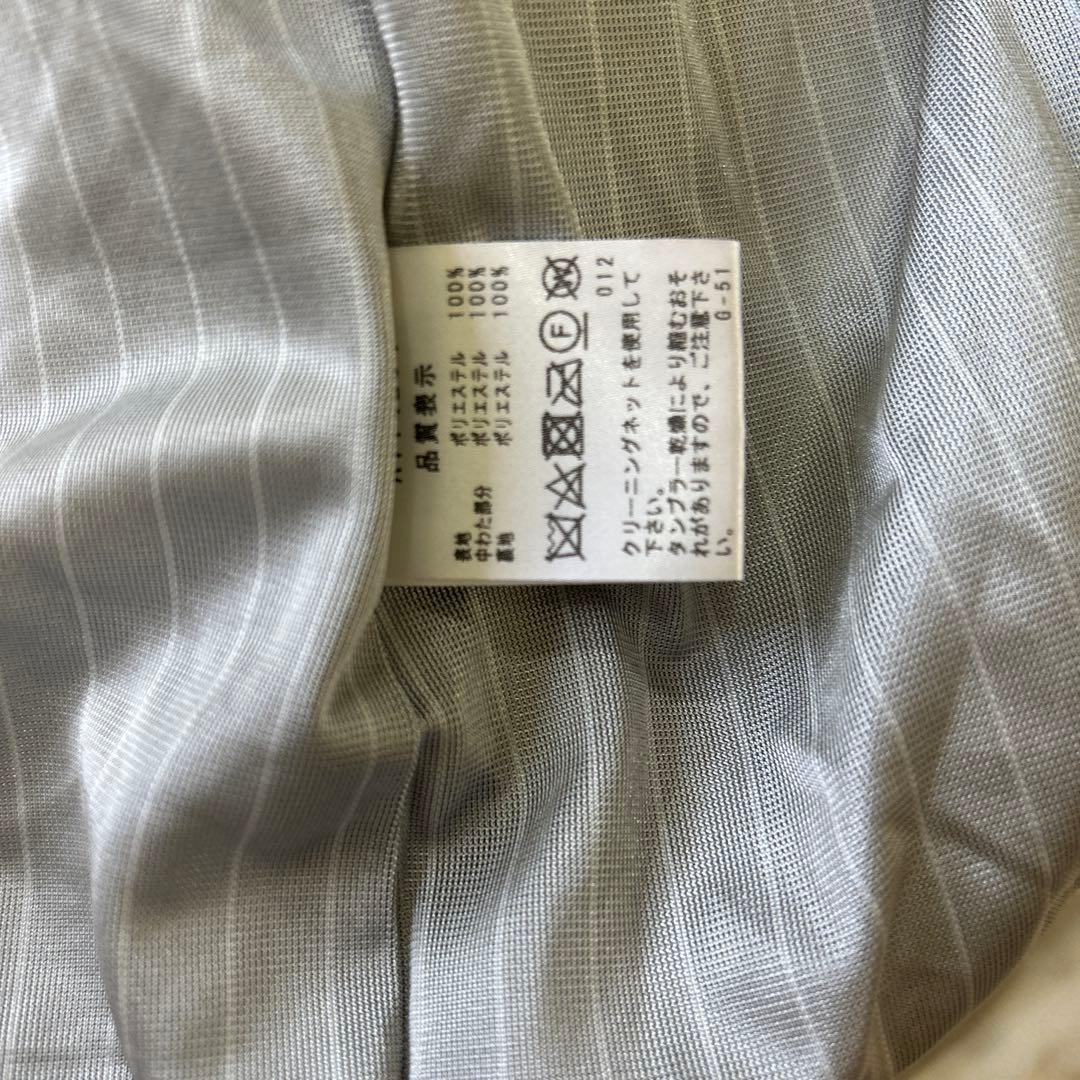 品質表示
表地 ポリエステル 100%
中わた部分 ポリエステル 100%
裏地 ポリエステル 100%
F W
012
クリーニングネットを使用して
下さい。
タンブラー乾燥により縮むおそ
れがありますので、ご注意下さ
い。
G-51